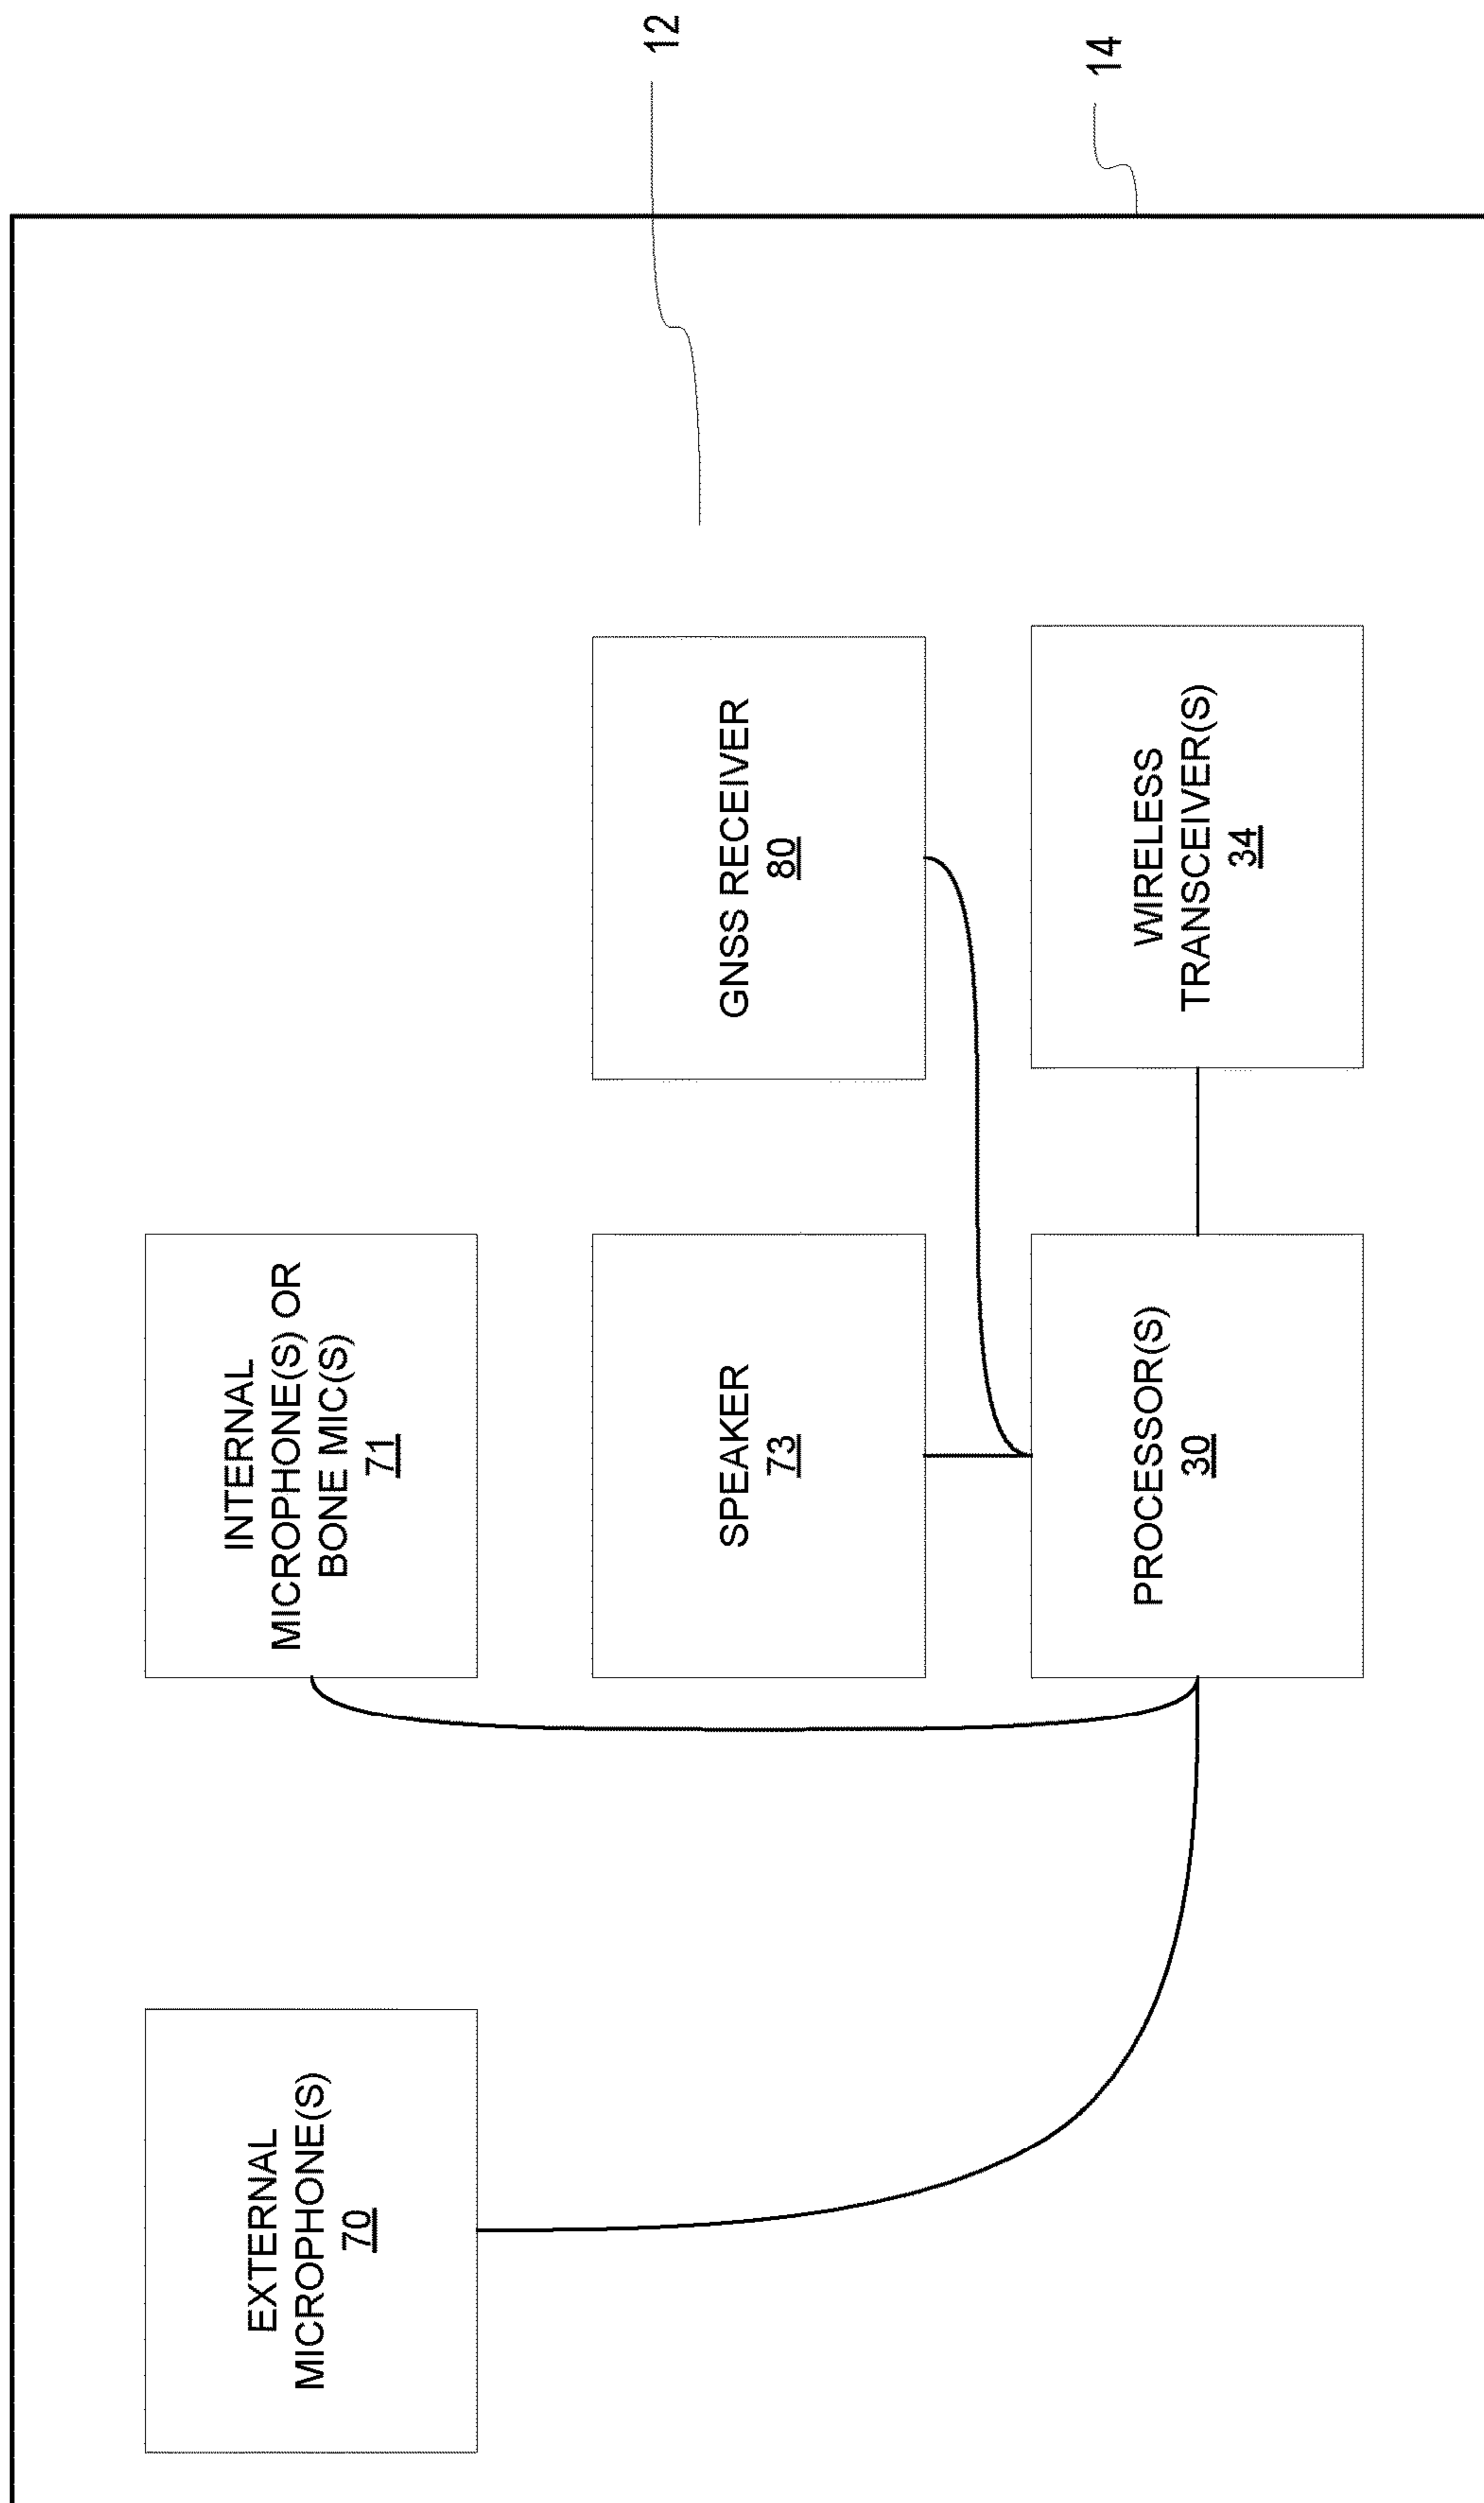 EXTERNAL
MICROPHONE(S)
70
INTERNAL
MICROPHONE(S) OR
BONE MIC(S)
71
SPEAKER
73
GNSS RECEIVER
80
PROCESSOR(S)
30
WIRELESS
TRANSCEIVER(S)
34
12
14